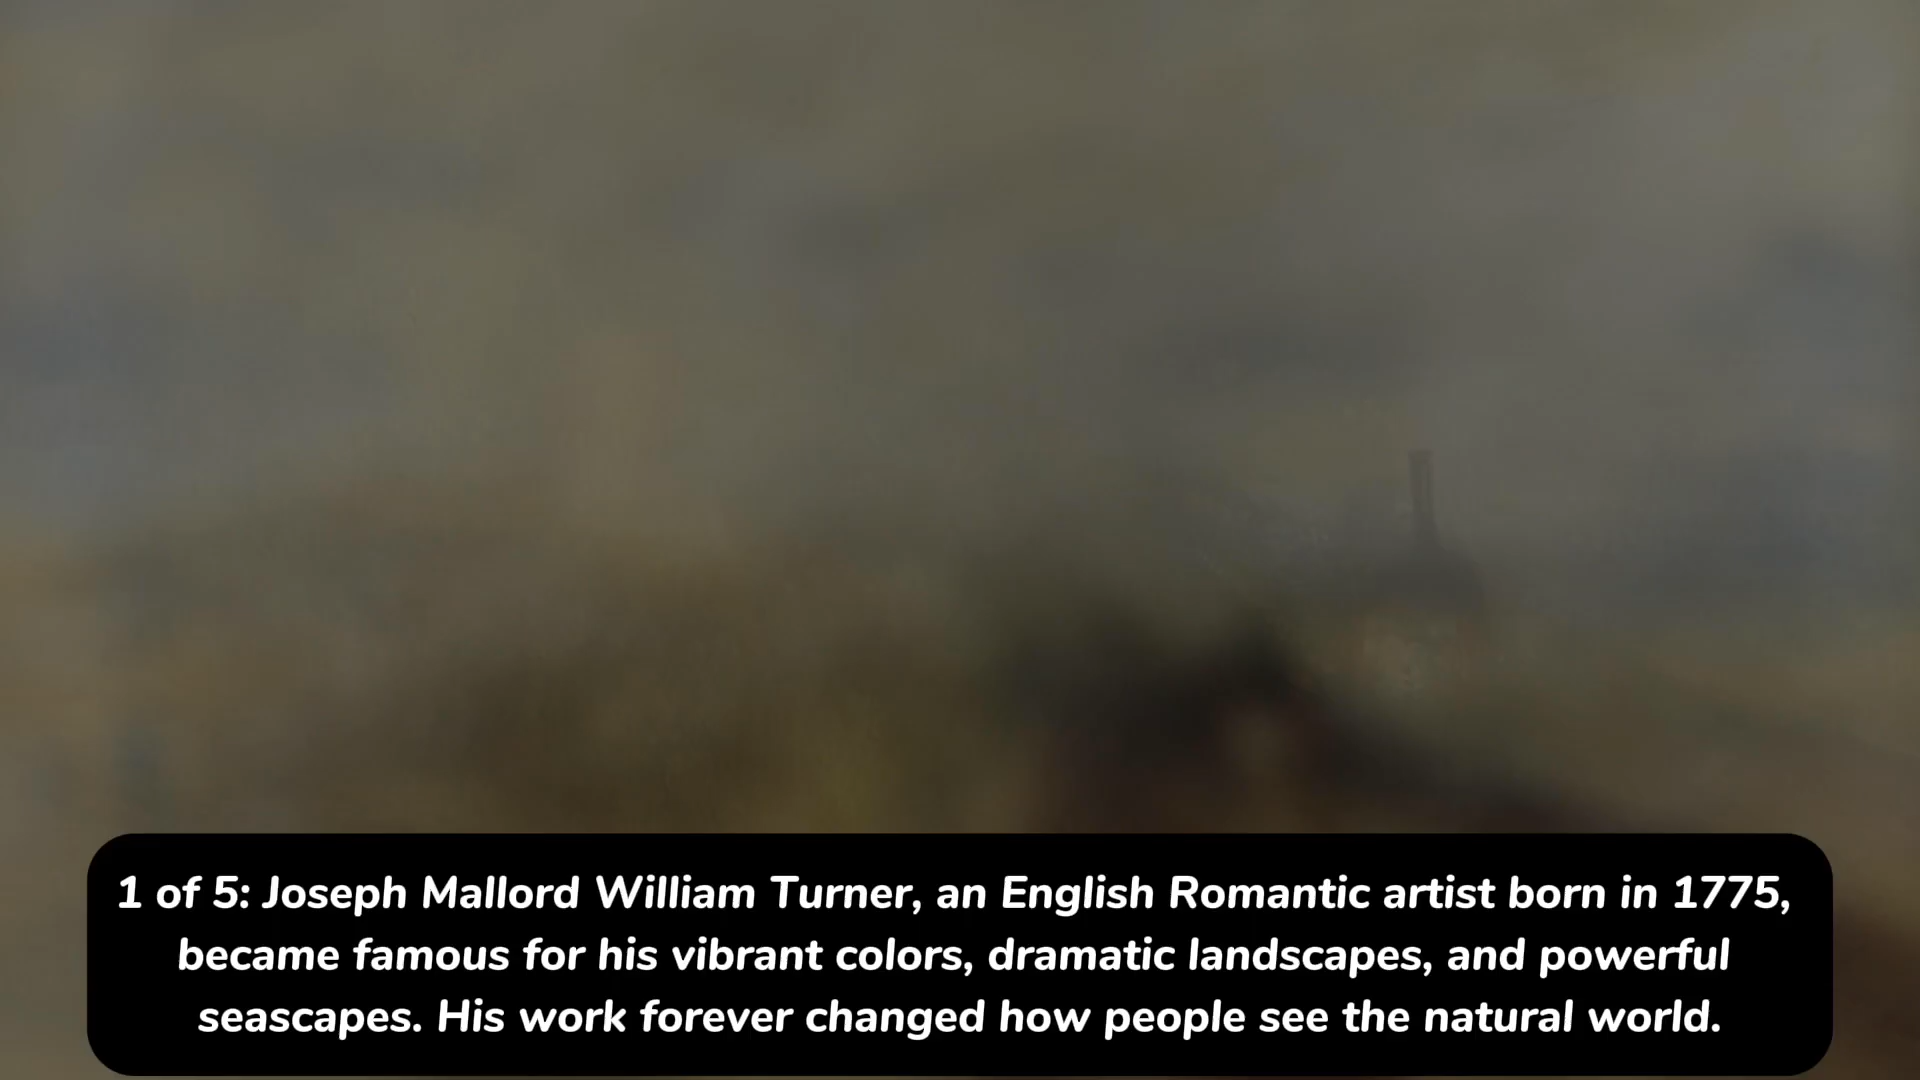 1 of 5: Joseph Mallord William Turner, an English Romantic artist born in 1775,
became famous for his vibrant colors, dramatic landscapes, and powerful
seascapes. His work forever changed how people see the natural world.